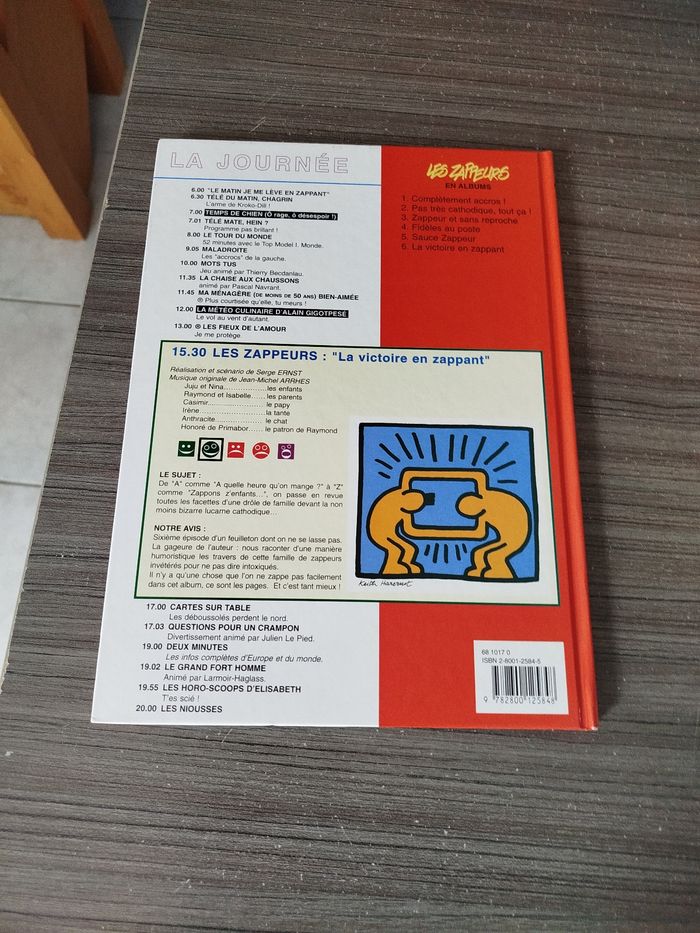 LA JOURNÉE
6.00 "LE MATIN JE ME LÈVE EN ZAPPANT"
6.30 TÉLÉ DU MATIN, CHAGRIN
L'arme de Kroko-Dill !
7.00 TEMPS DE CHIEN (Ô rage, ô désespoir !)
7.01 TÉLÉ MATE, HEIN ?
Programme pas brillant !
8.00 LE TOUR DU MONDE
52 minutes avec le Top Model I. Monde.
9.05 MALADROITE
Les "accros" de la gauche.
10.00 MOTS TUS
Jeu animé par Thierry Becdanlau.
11.35 LA CHAISE AUX CHAUSSONS
animé par Pascal Navrant.
11.45 MA MÉNAGÈRE (DE MOINS DE 50 ANS) BIEN-AIMÉE
® Plus courtisée qu'elle, tu meurs !
12.00 LA MÉTÉO CULINAIRE D'ALAIN GIGOTPESÉ
Le vol au vent d'autant.
13.00 ® LES FIEUX DE L'AMOUR
Je me protège.
LES ZAPPEURS
EN ALBUMS
1. Complètement accros !
2. Pas très cathodique, tout ça !
3. Zappeur et sans reproche
4. Fidèles au poste
5. Sauce Zappeur
6. La victoire en zappant
15.30 LES ZAPPEURS : "La victoire en zappant"
Réalisation et scénario de Serge ERNST
Musique originale de Jean-Michel ARRHES
Juju et Nina.............. les enfants
Raymond et Isabelle ...... les parents
Casimir................... le papy
Irène..................... la tante
Anthracite................ le chat
Honoré de Primabor...... le patron de Raymond
LE SUJET :
De "A" comme "A quelle heure qu'on mange ?" à "Z"
comme "Zappons z'enfants...", on passe en revue
toutes les facettes d'une drôle de famille devant la non
moins bizarre lucarne cathodique...
NOTRE AVIS :
Sixième épisode d'un feuilleton dont on ne se lasse pas.
La gageure de l'auteur : nous raconter d'une manière
humoristique les travers de cette famille de zappeurs
invétérés pour ne pas dire intoxiqués.
Il n'y a qu'une chose que l'on ne zappe pas facilement
dans cet album, ce sont les pages. Et c'est tant mieux !
17.00 CARTES SUR TABLE
Les déboussolés perdent le nord.
17.03 QUESTIONS POUR UN CRAMPON
Divertissement animé par Julien Le Pied.
19.00 DEUX MINUTES
Les infos complètes d'Europe et du monde.
19.02 LE GRAND FORT HOMME
Animé par Larmoir-Haglass.
19.55 LES HORO-SCOOPS D'ELISABETH
T'es scié !
20.00 LES NIOUSSES
68 1017 0
ISBN 2-8001-2584-5
9 782800 125848